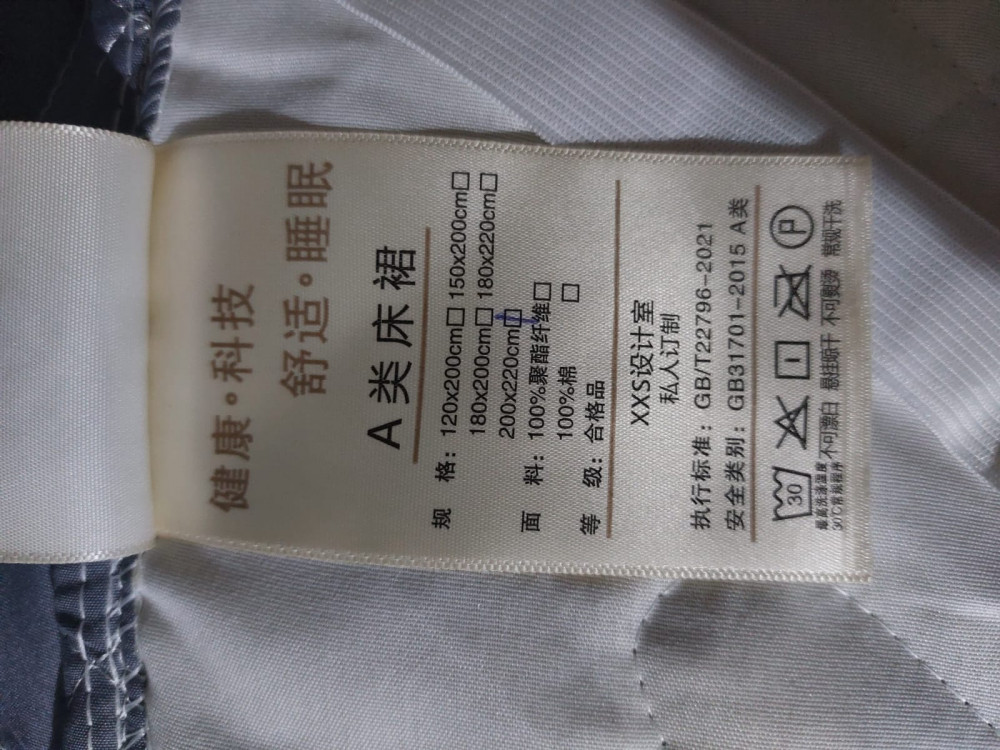 健康。科技
舒适。睡眠
A类床裙
规 格：120x200cm□ 150x200cm□
180x200cm□ 180x220cm□
200x220cm□
面 料：100%聚酯纤维□
100%棉 □
等 级：合格品
XXS设计室
私人订制
执行标准：GB/T22796-2021
安全类别：GB31701-2015 A类
30 P
最高洗涤温度 不可漂白 悬挂晾干 不可熨烫 常规干洗
30℃常规程序